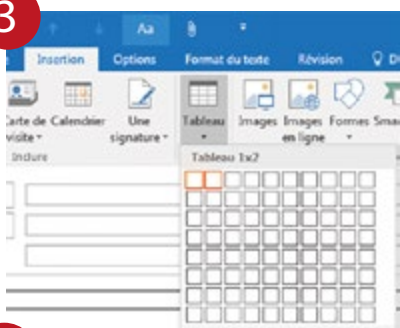 3
Aa
Insertion Options Format du texte Révision
Carte de Calendrier Une Tableau Images Images Formes
visite signature en ligne
Inclure
Tableau 1x2